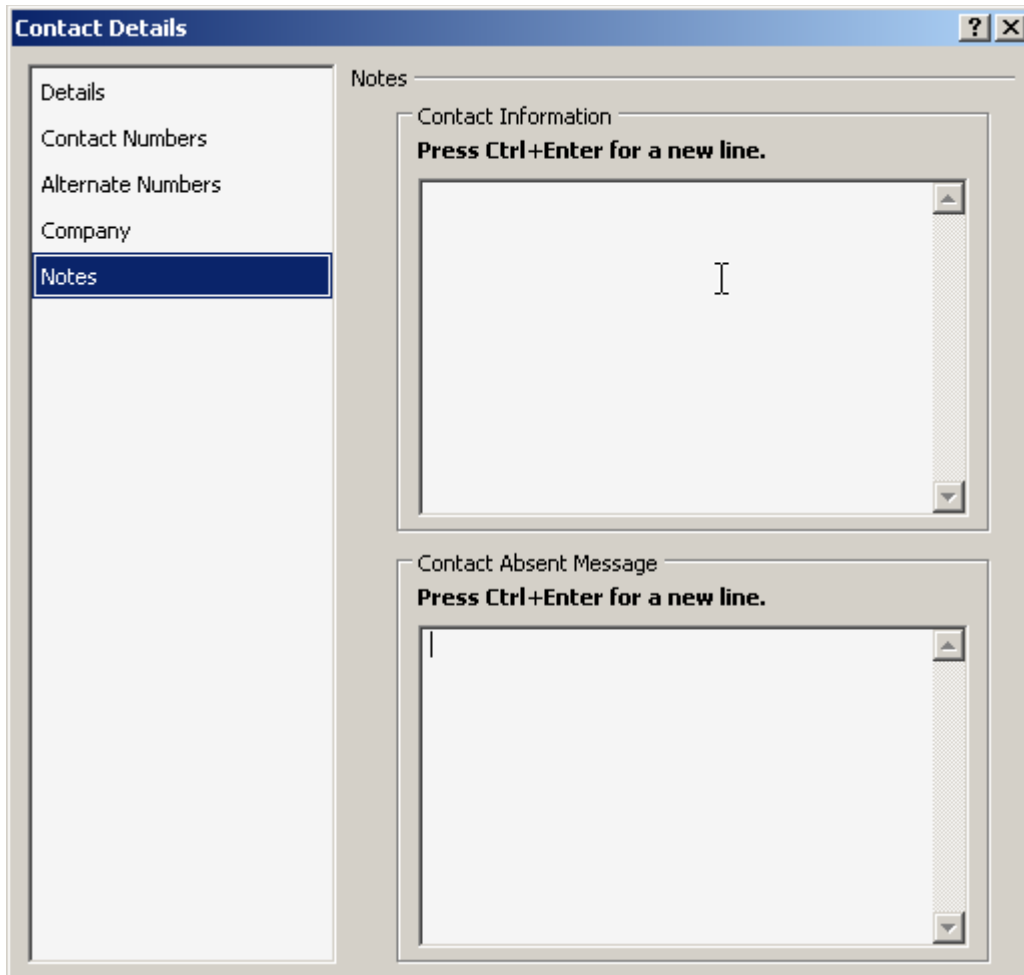 Contact Details
Details
Contact Numbers
Alternate Numbers
Company
Notes
Notes
Contact Information
Press Ctrl+Enter for a new line.
Contact Absent Message
Press Ctrl+Enter for a new line.